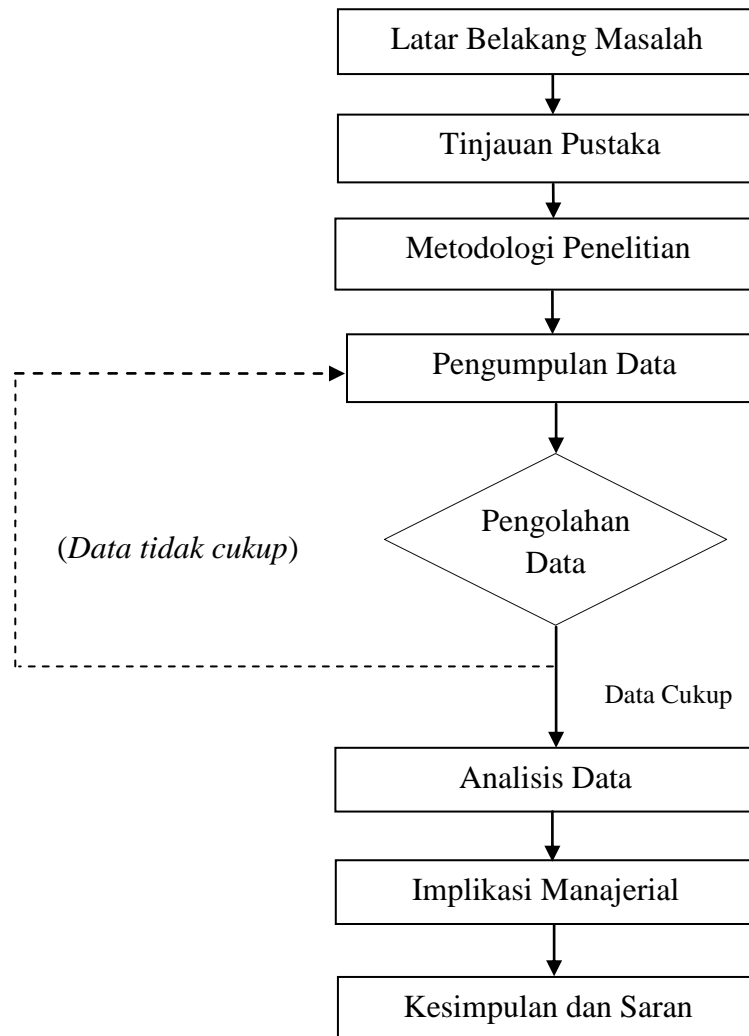 Latar Belakang Masalah
Tinjauan Pustaka
Metodologi Penelitian
Pengumpulan Data
Pengolahan
Data
(Data tidak cukup)
Data Cukup
Analisis Data
Implikasi Manajerial
Kesimpulan dan Saran